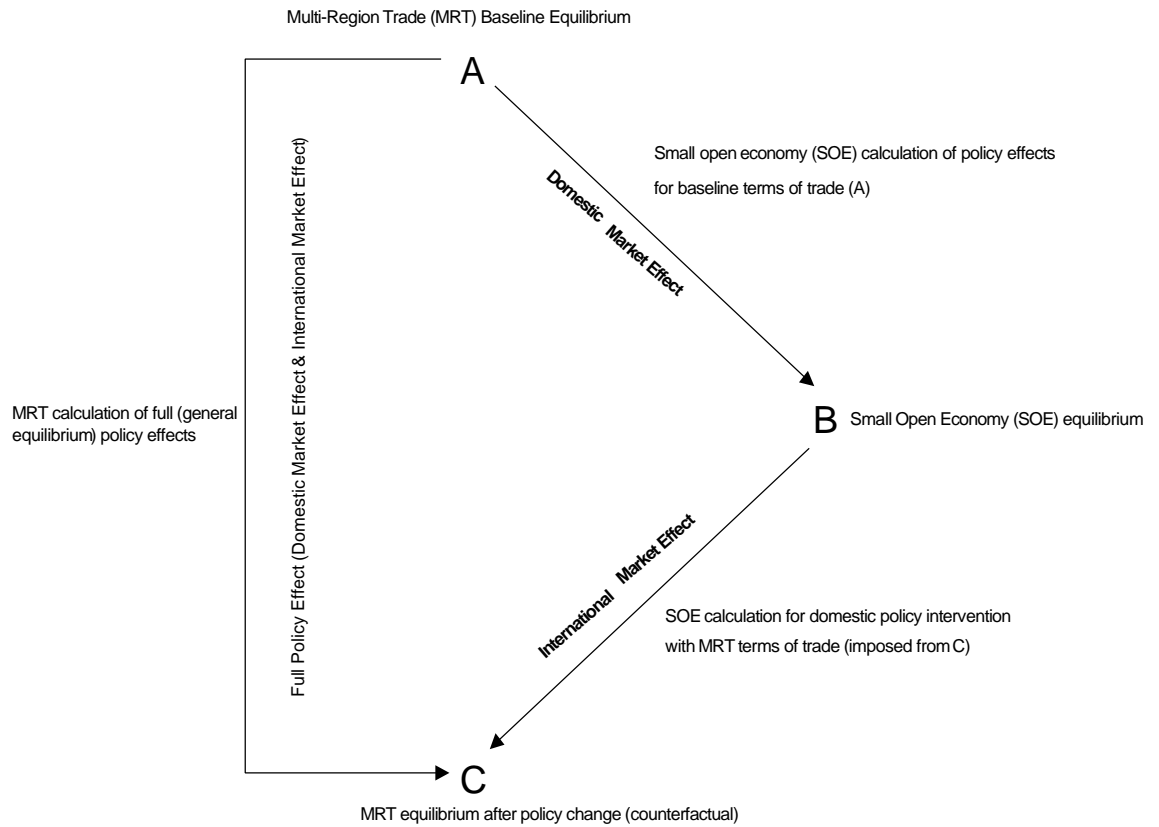 Multi-Region Trade (MRT) Baseline Equilibrium
A
Small open economy (SOE) calculation of policy effects
for baseline terms of trade (A)
Domestic Market Effect
Full Policy Effect (Domestic Market Effect & International Market Effect)
MRT calculation of full (general
equilibrium) policy effects
B
Small Open Economy (SOE) equilibrium
International Market Effect
SOE calculation for domestic policy intervention
with MRT terms of trade (imposed from C)
C
MRT equilibrium after policy change (counterfactual)